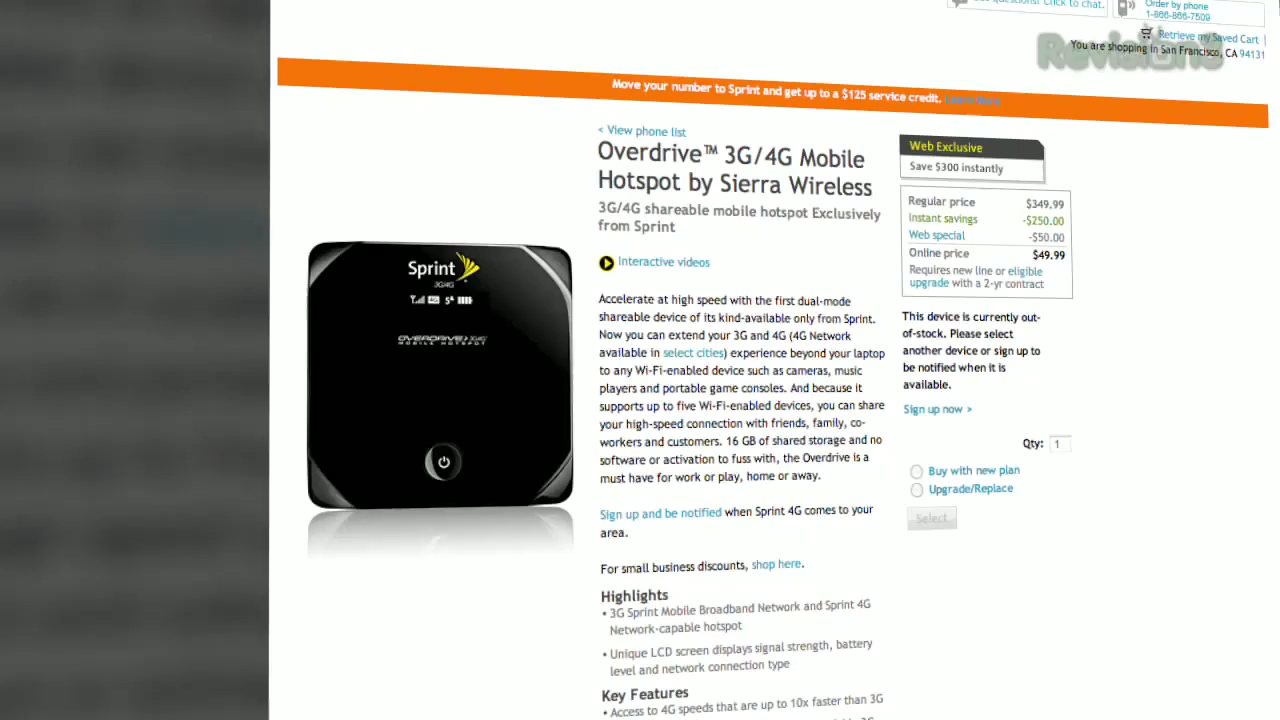 Click to chat.
Order by phone
1-866-866-7509
Retrieve my Saved Cart
You are shopping in San Francisco, CA 94131
Revision3
Move your number to Sprint and get up to a $125 service credit. Learn More
< View phone list
Overdrive™ 3G/4G Mobile
Hotspot by Sierra Wireless
3G/4G shareable mobile hotspot Exclusively
from Sprint
Interactive videos
Accelerate at high speed with the first dual-mode
shareable device of its kind-available only from Sprint.
Now you can extend your 3G and 4G (4G Network
available in select cities) experience beyond your laptop
to any Wi-Fi-enabled device such as cameras, music
players and portable game consoles. And because it
supports up to five Wi-Fi-enabled devices, you can share
your high-speed connection with friends, family, co-
workers and customers. 16 GB of shared storage and no
software or activation to fuss with, the Overdrive is a
must have for work or play, home or away.
Sign up and be notified when Sprint 4G comes to your
area.
For small business discounts, shop here.
Highlights
• 3G Sprint Mobile Broadband Network and Sprint 4G
Network-capable hotspot
• Unique LCD screen displays signal strength, battery
level and network connection type
Key Features
• Access to 4G speeds that are up to 10x faster than 3G
Web Exclusive
Save $300 instantly
Regular price $349.99
Instant savings -$250.00
Web special -$50.00
Online price $49.99
Requires new line or eligible
upgrade with a 2-yr contract
This device is currently out-
of-stock. Please select
another device or sign up to
be notified when it is
available.
Sign up now >
Qty: 1
Buy with new plan
Upgrade/Replace
Select
Sprint
3G/4G
4G 5
OVERDRIVE 3G/4G
MOBILE HOTSPOT